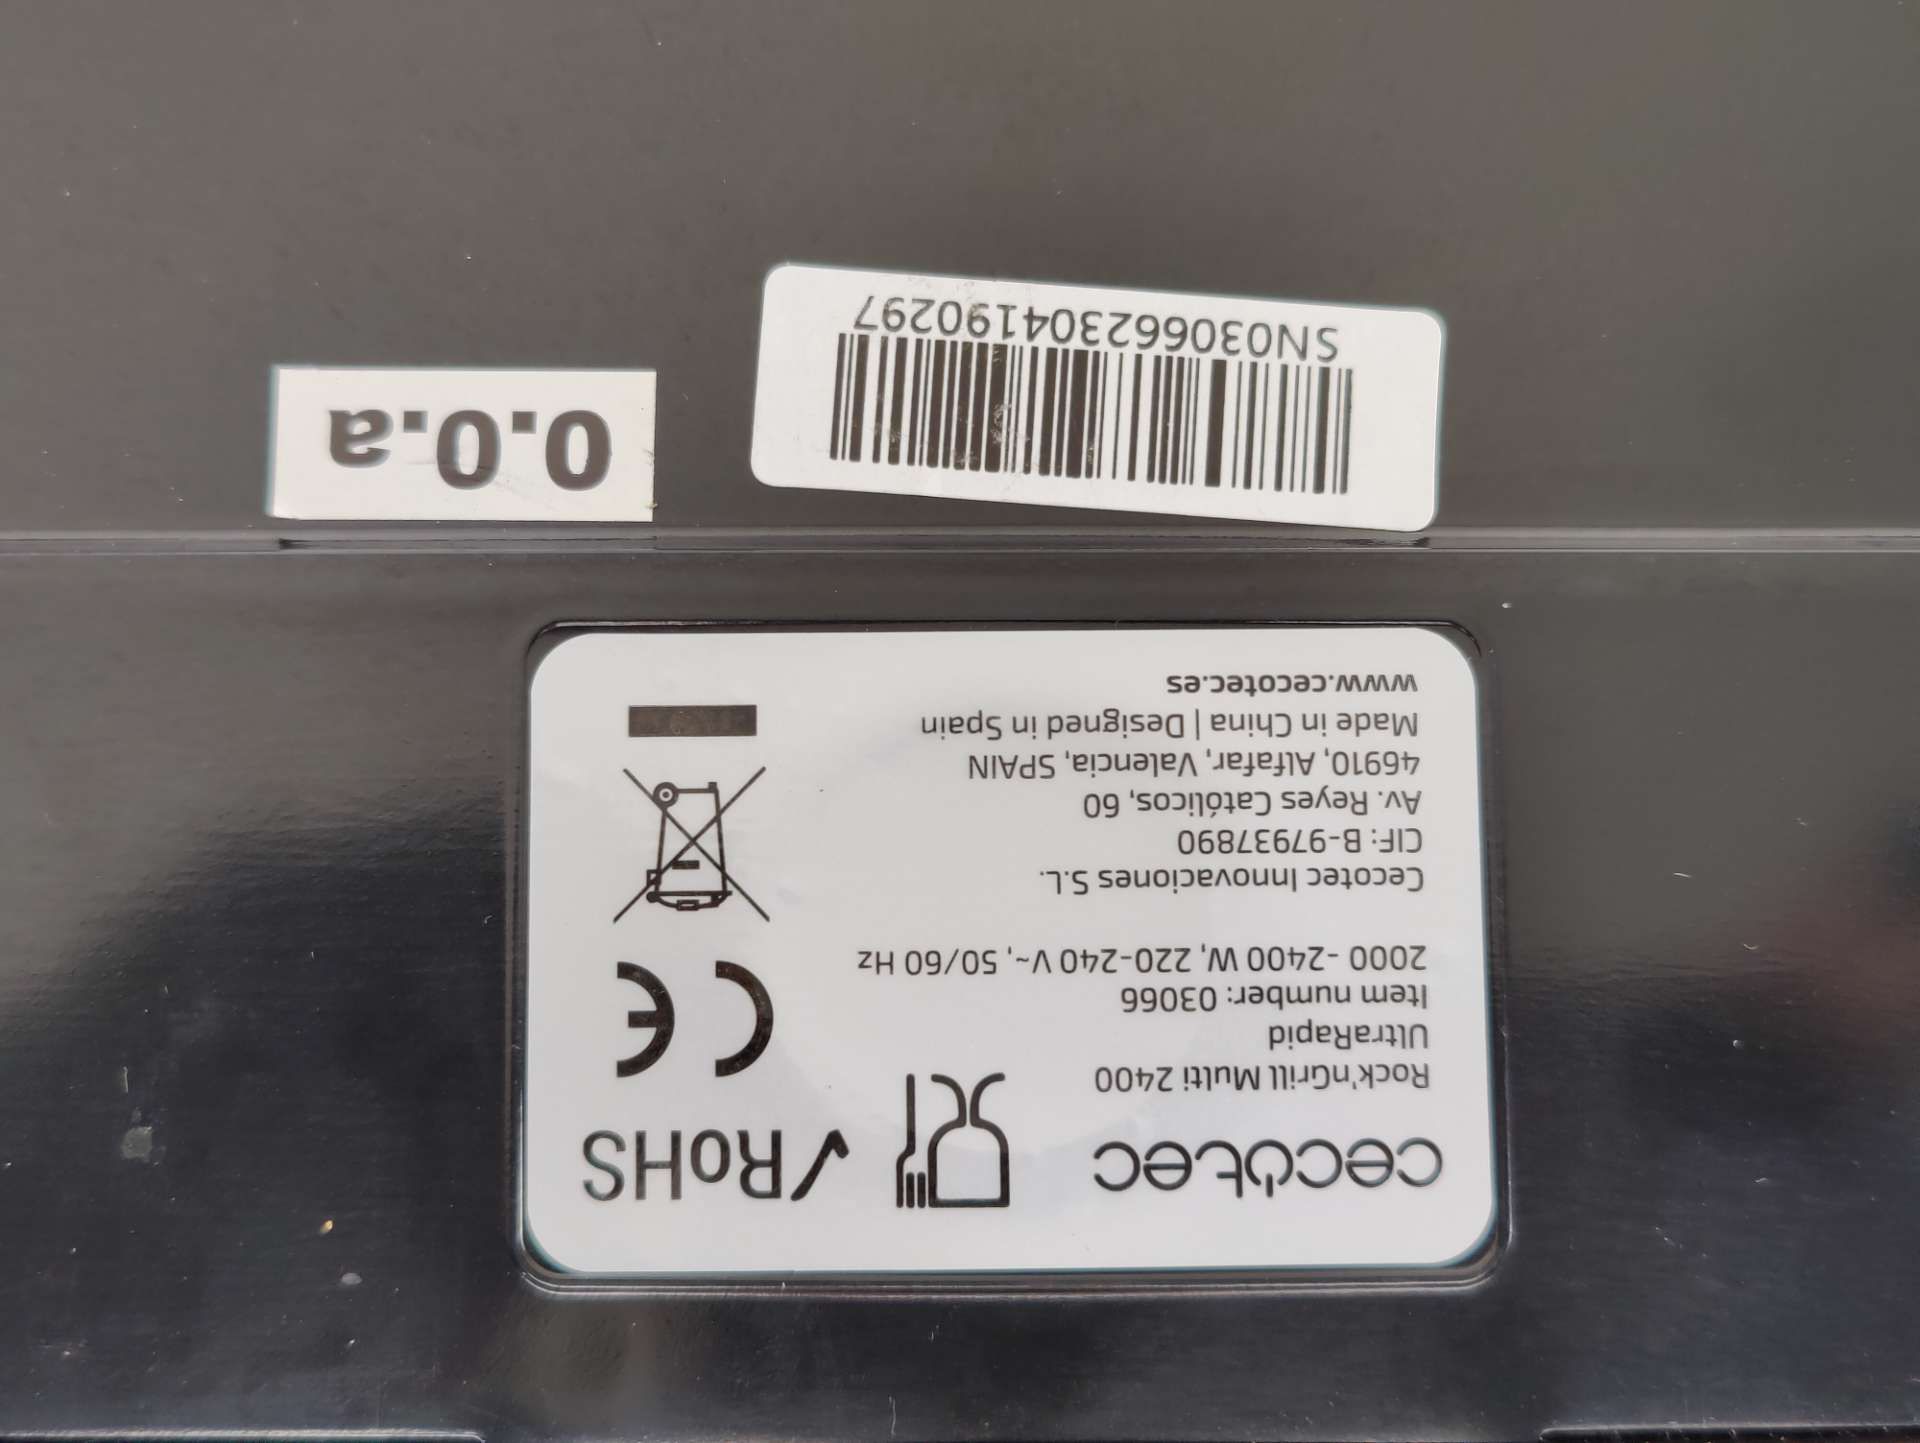 cecotec
Rock'nGrill Multi 2400
UltraRapid
Item number: 03066
2000 -2400 W, 220-240 V~, 50/60 Hz
Cecotec Innovaciones S.L.
CIF: B-97937890
Av. Reyes Católicos, 60
46910, Alfafar, Valencia, SPAIN
Made in China | Designed in Spain
www.cecotec.es
√RoHS
CE
SN030662304190297
0.0.a